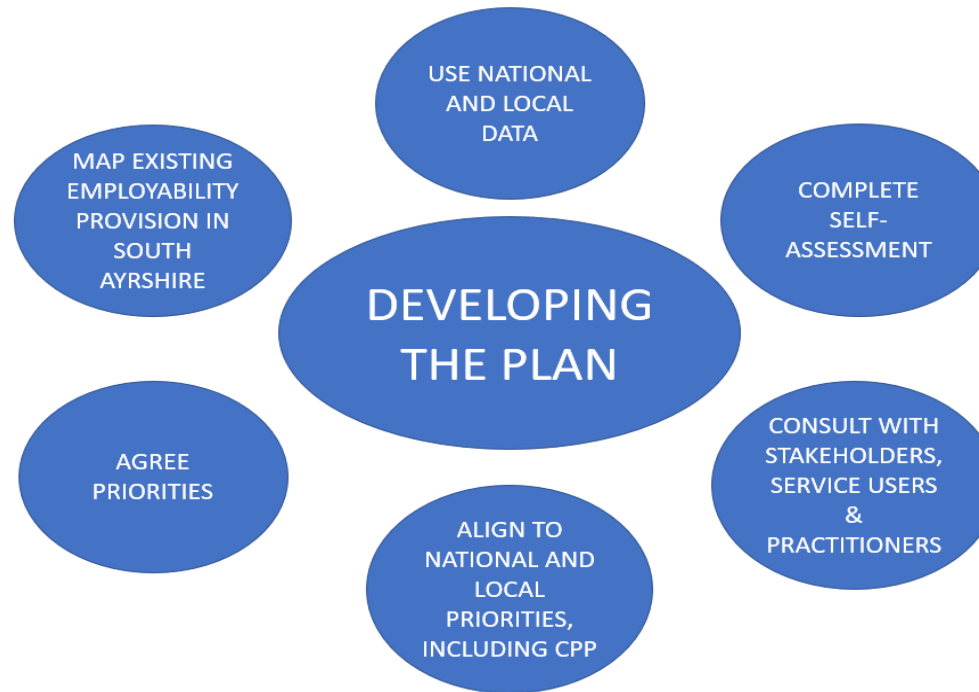 USE NATIONAL
AND LOCAL
DATA
COMPLETE
SELF-
ASSESSMENT
CONSULT WITH
STAKEHOLDERS,
SERVICE USERS
&
PRACTITIONERS
ALIGN TO
NATIONAL AND
LOCAL
PRIORITIES,
INCLUDING CPP
AGREE
PRIORITIES
MAP EXISTING
EMPLOYABILITY
PROVISION IN
SOUTH
AYRSHIRE
DEVELOPING
THE PLAN